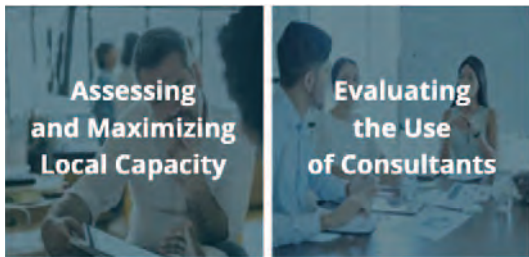 Assessing
and Maximizing
Local Capacity
Evaluating
the Use
of Consultants